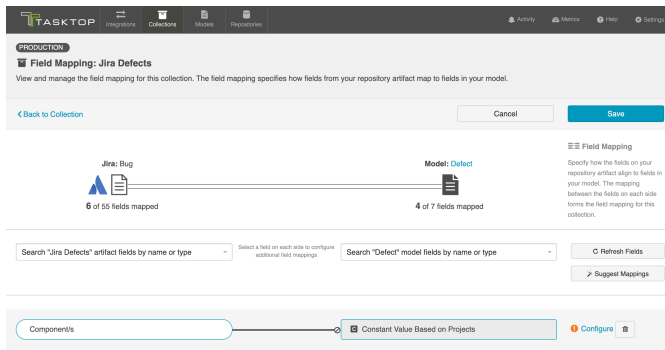 TASKTOP
Integrations
Collections
Models
Repositories
Activity
Metrics
Help
Settings
PRODUCTION
Field Mapping: Jira Defects
View and manage the field mapping for this collection. The field mapping specifies how fields from your repository artifact map to fields in your model.
Back to Collection
Cancel
Save
Jira: Bug
6 of 55 fields mapped
Model: Defect
4 of 7 fields mapped
Field Mapping
Specify how the fields on your
repository artifact align to fields in
your model. The mapping
between the fields on each side
forms the field mapping for this
collection.
Search "Jira Defects" artifact fields by name or type
Select a field on each side to configure
additional field mappings
Search "Defect" model fields by name or type
Refresh Fields
Suggest Mappings
Component/s
C Constant Value Based on Projects
Configure